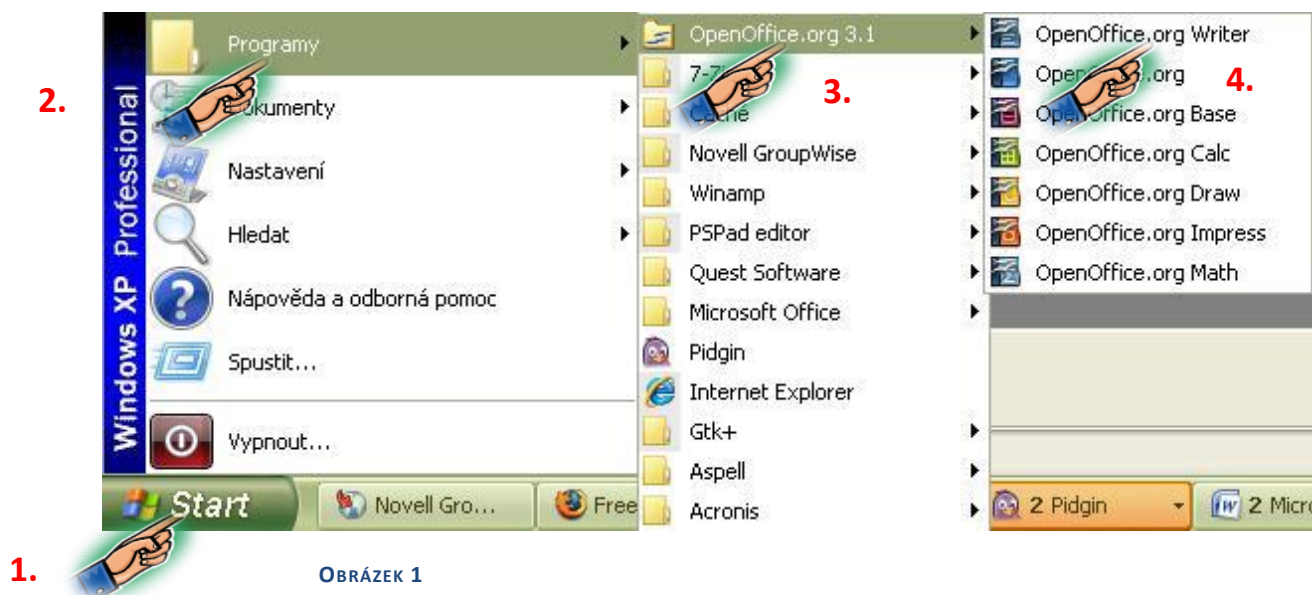 2.
Windows XP Professional
Programy
Dokumenty
Nastavení
Hledat
Nápověda a odborná pomoc
Spustit...
Vypnout...
Start
Novell Gro...
Free
1.
3.
OpenOffice.org 3.1
Novell GroupWise
Winamp
PSPad editor
Quest Software
Microsoft Office
Pidgin
Internet Explorer
Gtk+
Aspell
Acronis
4.
OpenOffice.org Writer
OpenOffice.org
OpenOffice.org Base
OpenOffice.org Calc
OpenOffice.org Draw
OpenOffice.org Impress
OpenOffice.org Math
2 Pidgin
2 Micro
OBRÁZEK 1